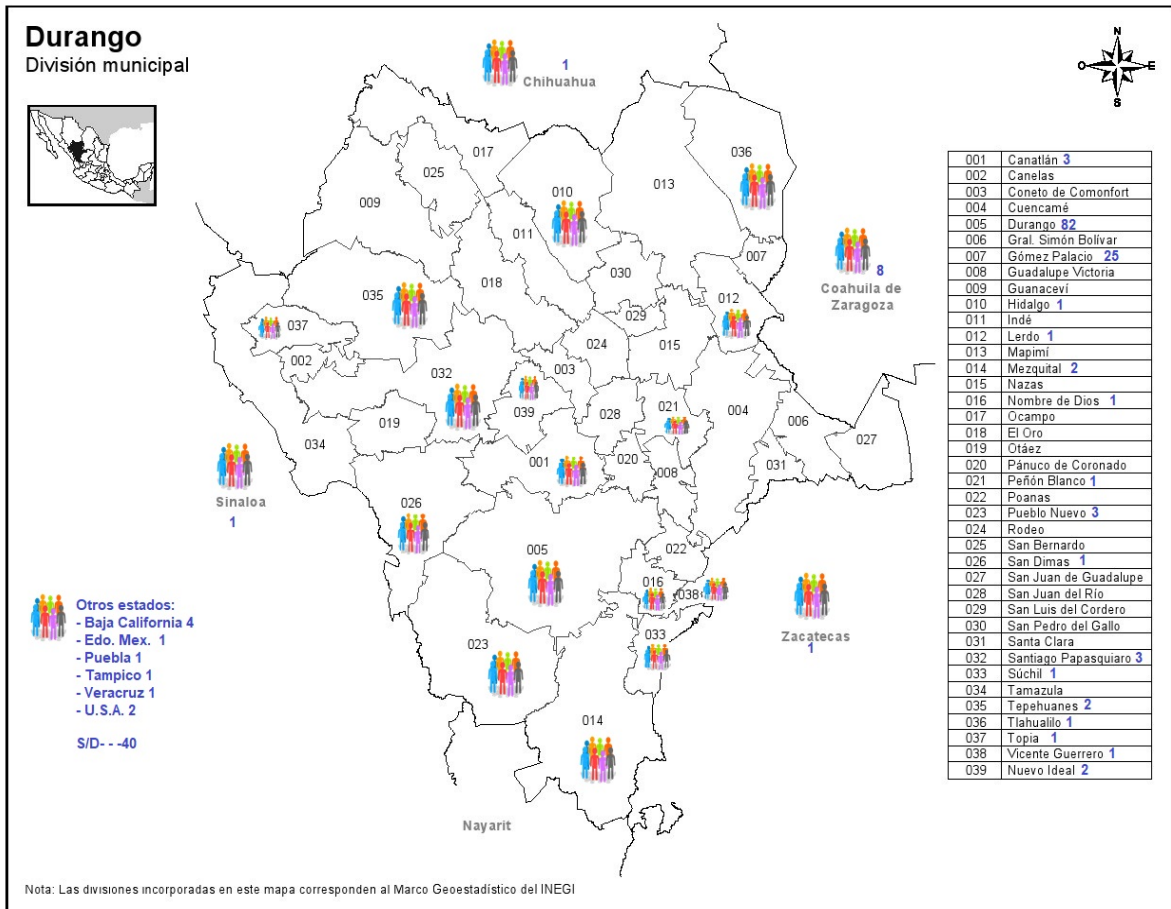 Durango
División municipal
N
O
E
S
1
Chihuahua
017
036
025
013
010
009
011
007
030
8
Coahuila de
Zaragoza
018
035
012
029
037
024
015
002
003
032
039
021
004
028
006
019
027
034
001
020
008
031
Sinaloa
1
026
005
022
016
038
Zacatecas
1
033
023
014
Nayarit
Otros estados:
- Baja California 4
- Edo. Mex. 1
- Puebla 1
- Tampico 1
- Veracruz 1
- U.S.A. 2
S/D- - -40
001 Canatlán 3
002 Canelas
003 Coneto de Comonfort
004 Cuencamé
005 Durango 82
006 Gral. Simón Bolívar
007 Gómez Palacio 25
008 Guadalupe Victoria
009 Guanaceví
010 Hidalgo 1
011 Indé
012 Lerdo 1
013 Mapimí
014 Mezquital 2
015 Nazas
016 Nombre de Dios 1
017 Ocampo
018 El Oro
019 Otáez
020 Pánuco de Coronado
021 Peñón Blanco 1
022 Poanas
023 Pueblo Nuevo 3
024 Rodeo
025 San Bernardo
026 San Dimas 1
027 San Juan de Guadalupe
028 San Juan del Río
029 San Luis del Cordero
030 San Pedro del Gallo
031 Santa Clara
032 Santiago Papasquiaro 3
033 Súchil 1
034 Tamazula
035 Tepehuanes 2
036 Tlahualilo 1
037 Topia 1
038 Vicente Guerrero 1
039 Nuevo Ideal 2
Nota: Las divisiones incorporadas en este mapa corresponden al Marco Geoestadístico del INEGI